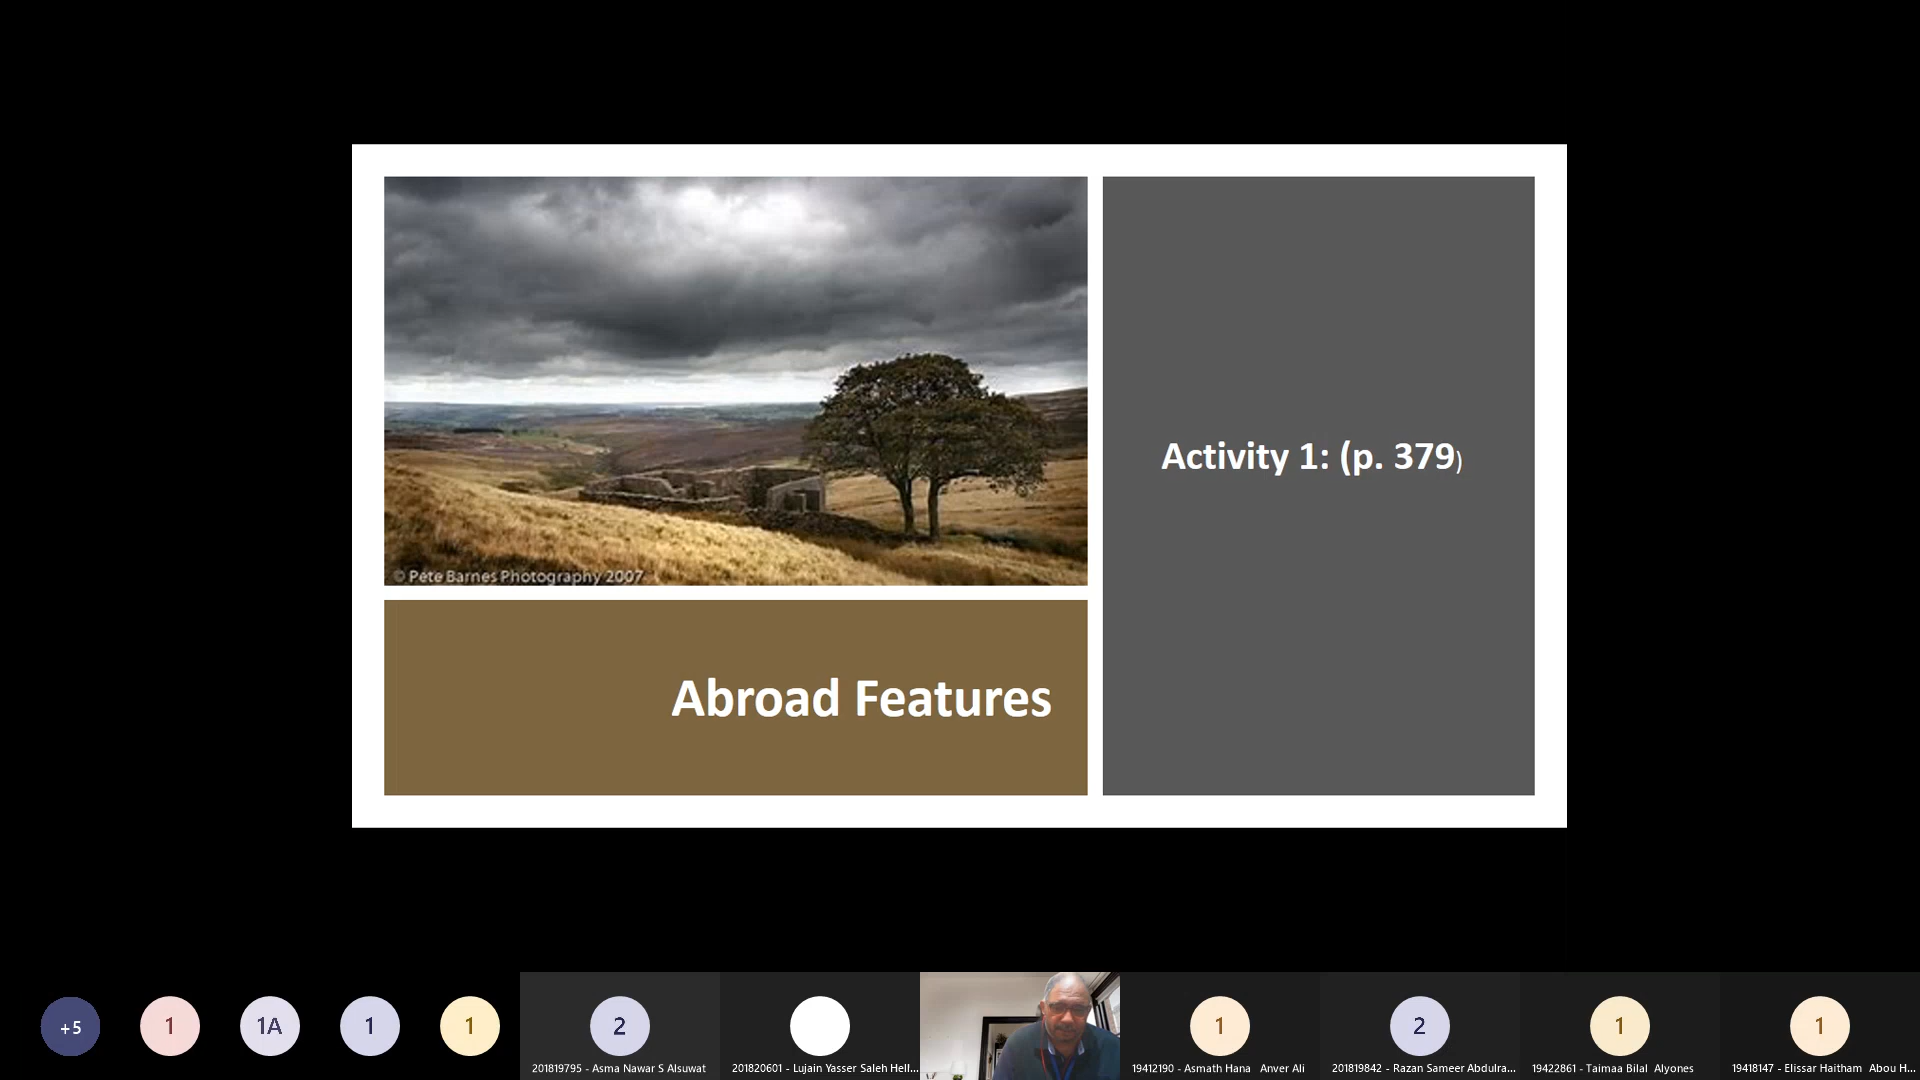 © Pete Barnes Photography 2007
Activity 1: (p. 379)
Abroad Features
+5
1
1A
1
1
2
201819795 - Asma Nawar S Alsuwat
201820601 - Lujain Yasser Saleh Hell...
1
19412190 - Asmath Hana Anver Ali
2
201819842 - Razan Sameer Abdulra...
1
19422861 - Taimaa Bilal Alyones
1
19418147 - Elissar Haitham Abou H...